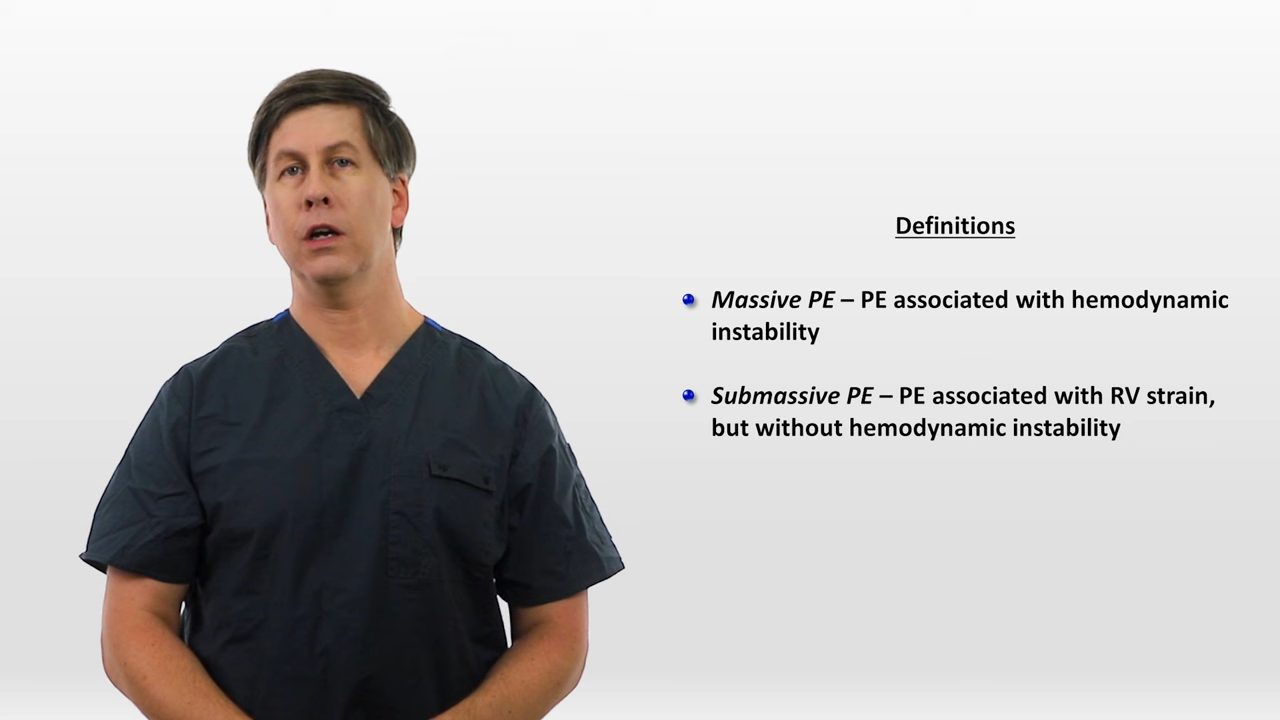 Definitions
Massive PE – PE associated with hemodynamic
instability
Submassive PE – PE associated with RV strain,
but without hemodynamic instability